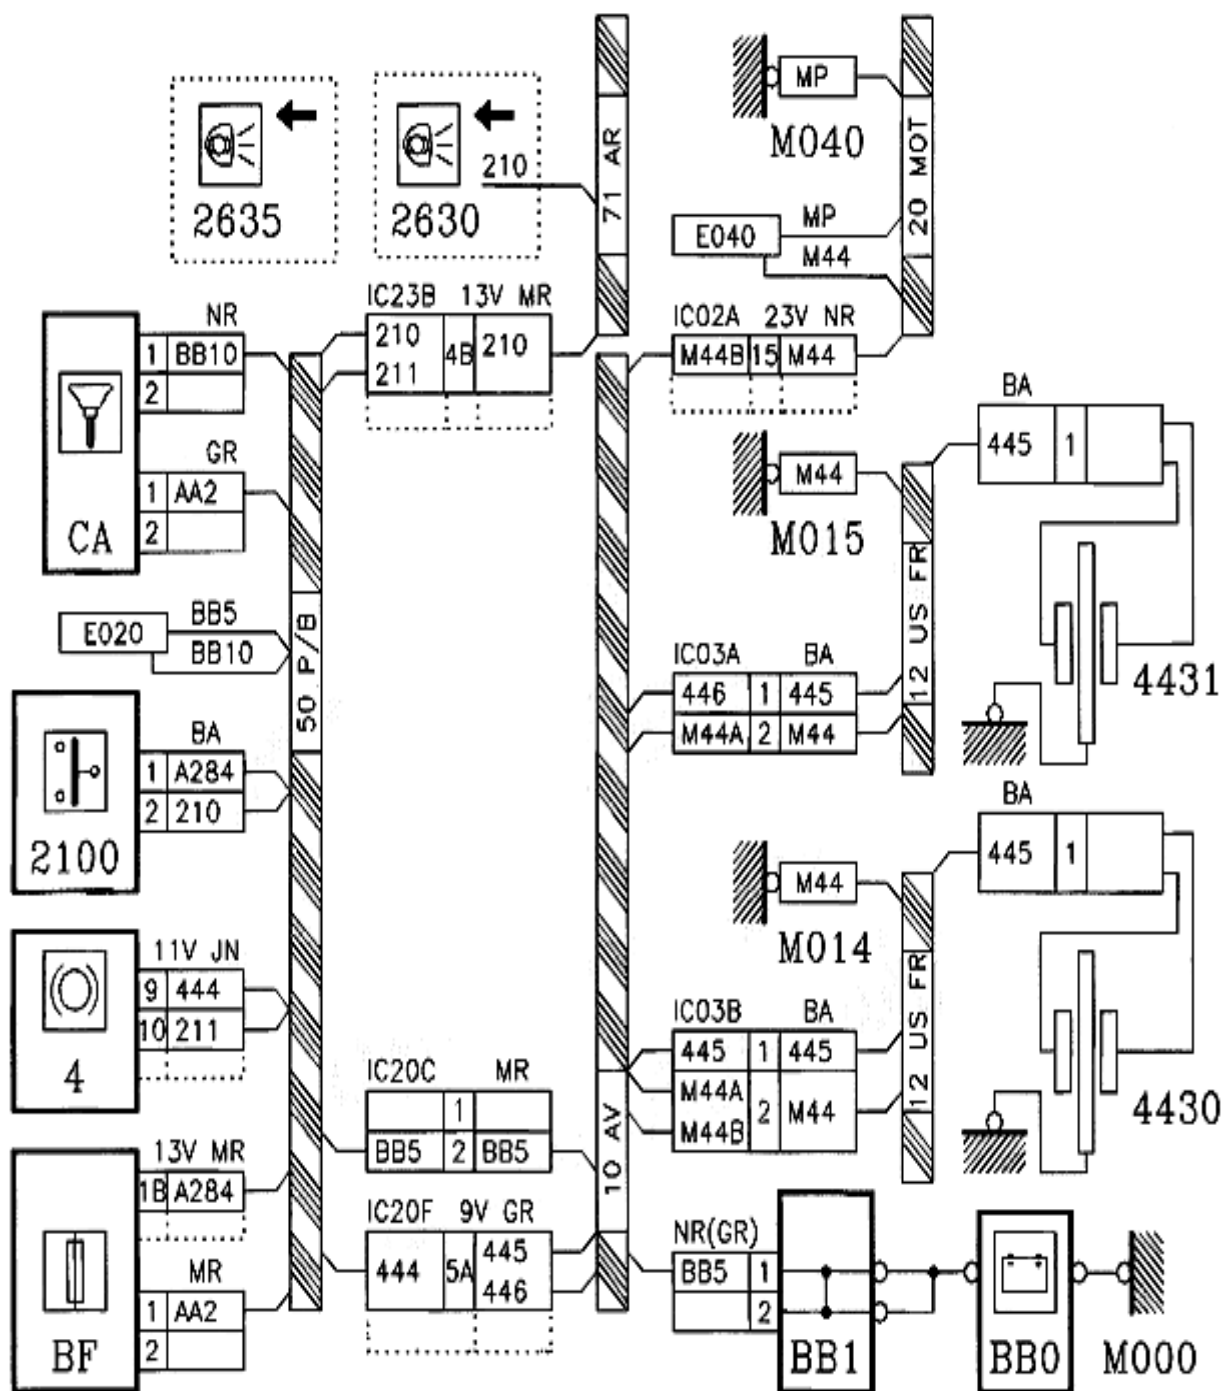 MP
M040
71 AR
20 MOT
210
2635
2630
MP
E040
M44
NR
IC23B 13V MR
IC02A 23V NR
1 BB10
2
210
211
4B
210
M44B 15 M44
BA
445 1
GR
1 AA2
2
CA
M44
M015
12 US FR
BB5
E020
BB10
50 P/B
IC03A BA
446 1 445
M44A 2 M44
4431
BA
1 A284
2 210
2100
BA
445 1
M44
M014
12 US FR
11V JN
9 444
10 211
4
IC03B BA
445 1 445
M44A
M44B
2
M44
4430
IC20C MR
1
BB5 2 BB5
10 AV
13V MR
1B A284
IC20F 9V GR
444 5A
445
446
NR(GR)
BB5 1
2
MR
1 AA2
2
BF
BB1
BB0
M000